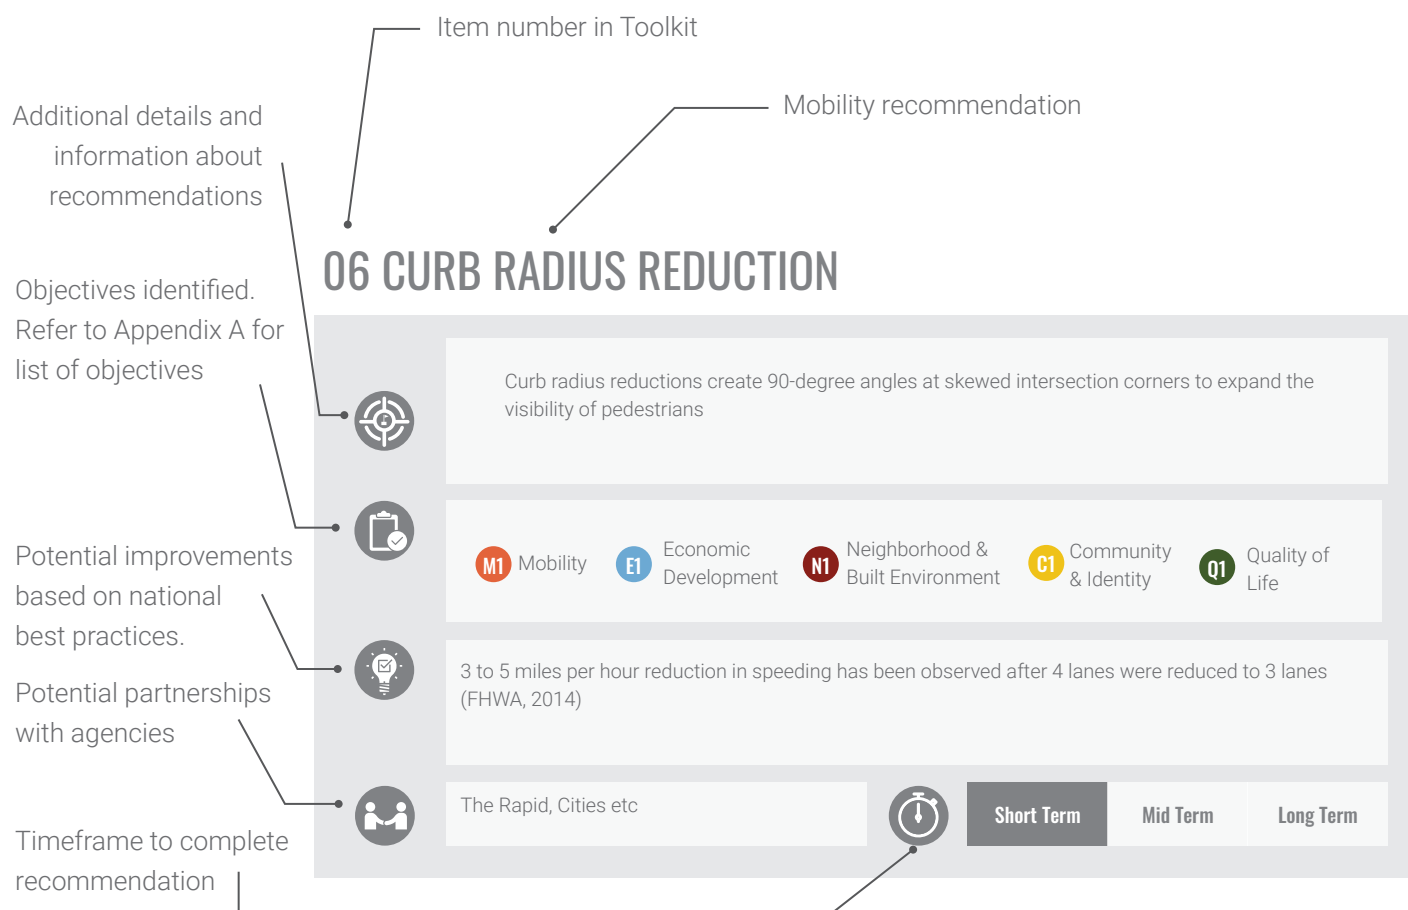 Item number in Toolkit
Mobility recommendation
Additional details and
information about
recommendations
06 CURB RADIUS REDUCTION
Objectives identified.
Refer to Appendix A for
list of objectives
Curb radius reductions create 90-degree angles at skewed intersection corners to expand the
visibility of pedestrians
M1 Mobility
E1 Economic
Development
N1 Neighborhood &
Built Environment
C1 Community
& Identity
Q1 Quality of
Life
Potential improvements
based on national
best practices.
3 to 5 miles per hour reduction in speeding has been observed after 4 lanes were reduced to 3 lanes
(FHWA, 2014)
Potential partnerships
with agencies
The Rapid, Cities etc
Short Term
Mid Term
Long Term
Timeframe to complete
recommendation